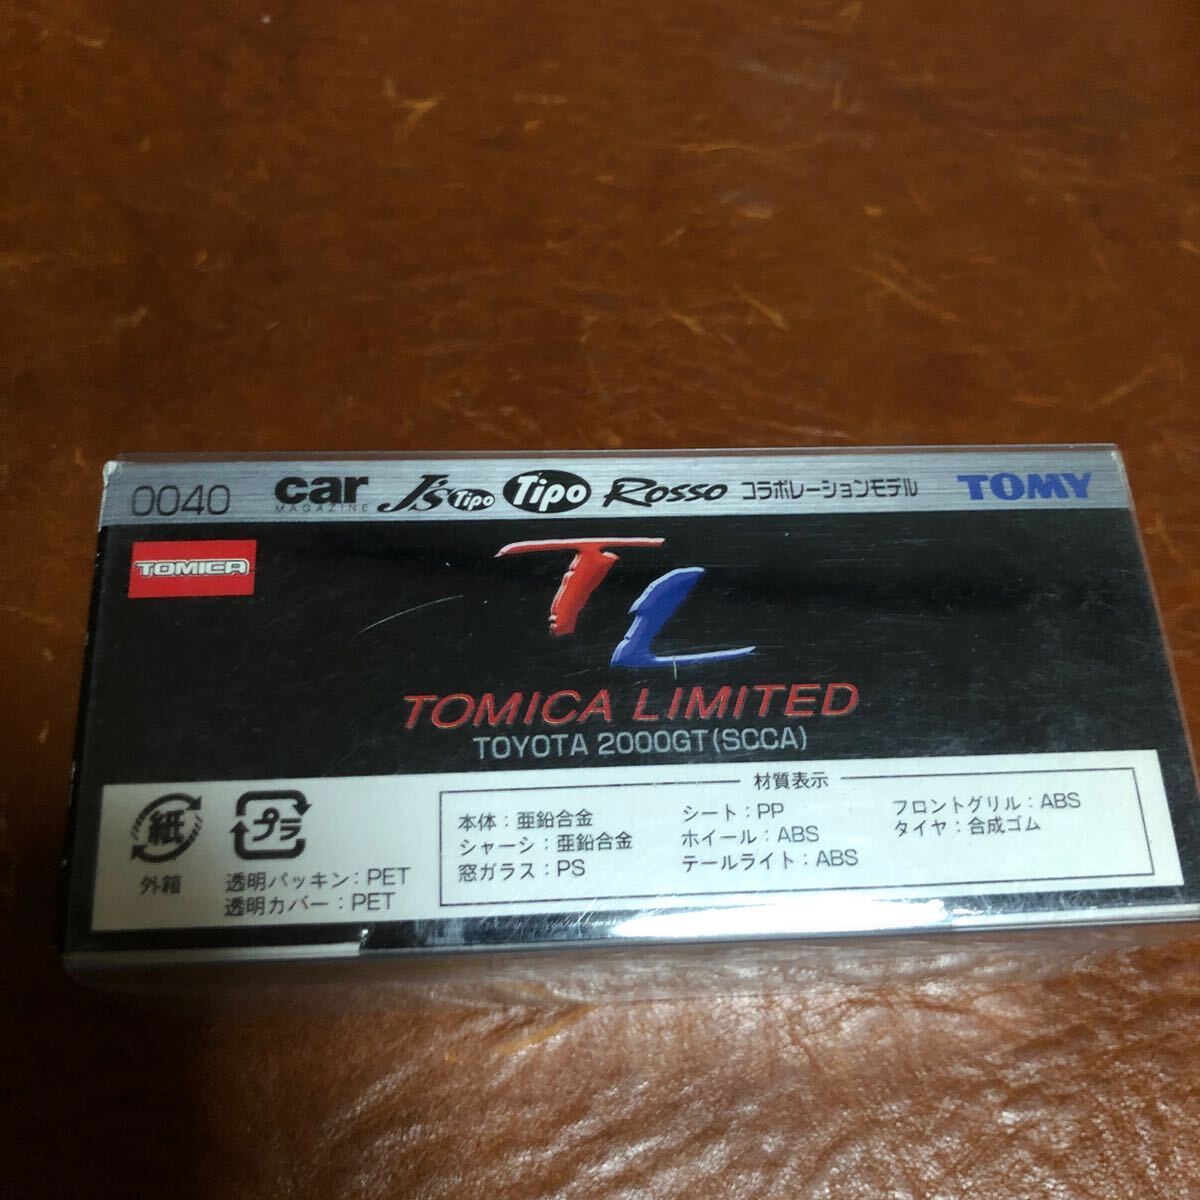 0040 car MAGAZINE J's Tipo Tipo Rosso コラボレーションモデル TOMY
TOMICA
TL
TOMICA LIMITED
TOYOTA 2000GT(SCCA)
紙
外箱
プラ
透明パッキン：PET
透明カバー：PET
材質表示
本体：亜鉛合金
シャーシ：亜鉛合金
窓ガラス：PS
シート：PP
ホイール：ABS
テールライト：ABS
フロントグリル：ABS
タイヤ：合成ゴム